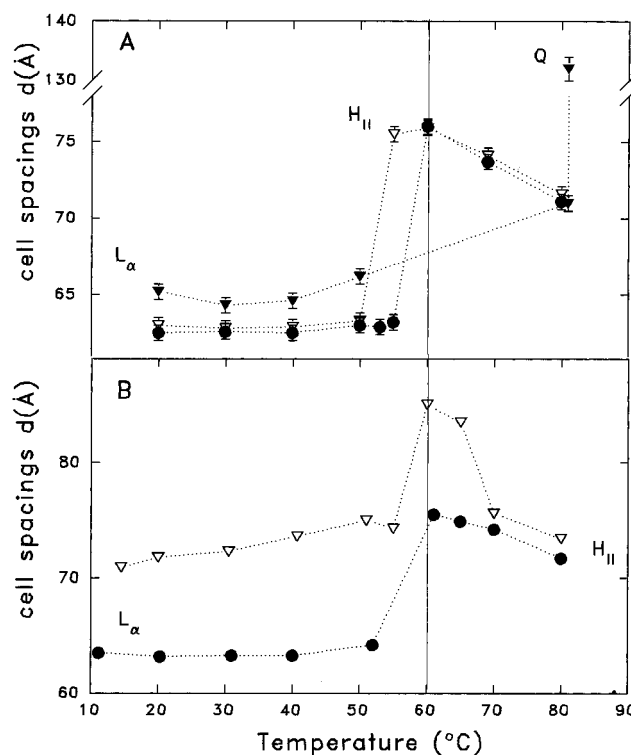 140
A
Q
130
cell spacings d(Å)
H_II
75
70
L_α
65
B
cell spacings d(Å)
80
H_II
70
L_α
60
10 20 30 40 50 60 70 80 90
Temperature (°C)